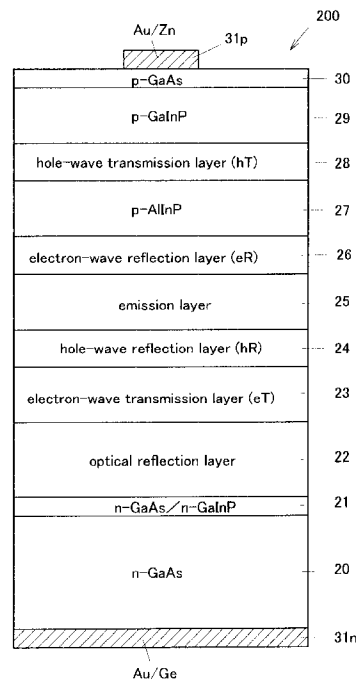 200
Au/Zn
31p
p-GaAs 30
p-GaInP 29
hole-wave transmission layer (hT) 28
p-AlInP 27
electron-wave reflection layer (eR) 26
emission layer 25
hole-wave reflection layer (hR) 24
electron-wave transmission layer (eT) 23
optical reflection layer 22
n-GaAs/n-GaInP 21
n-GaAs 20
31n
Au/Ge